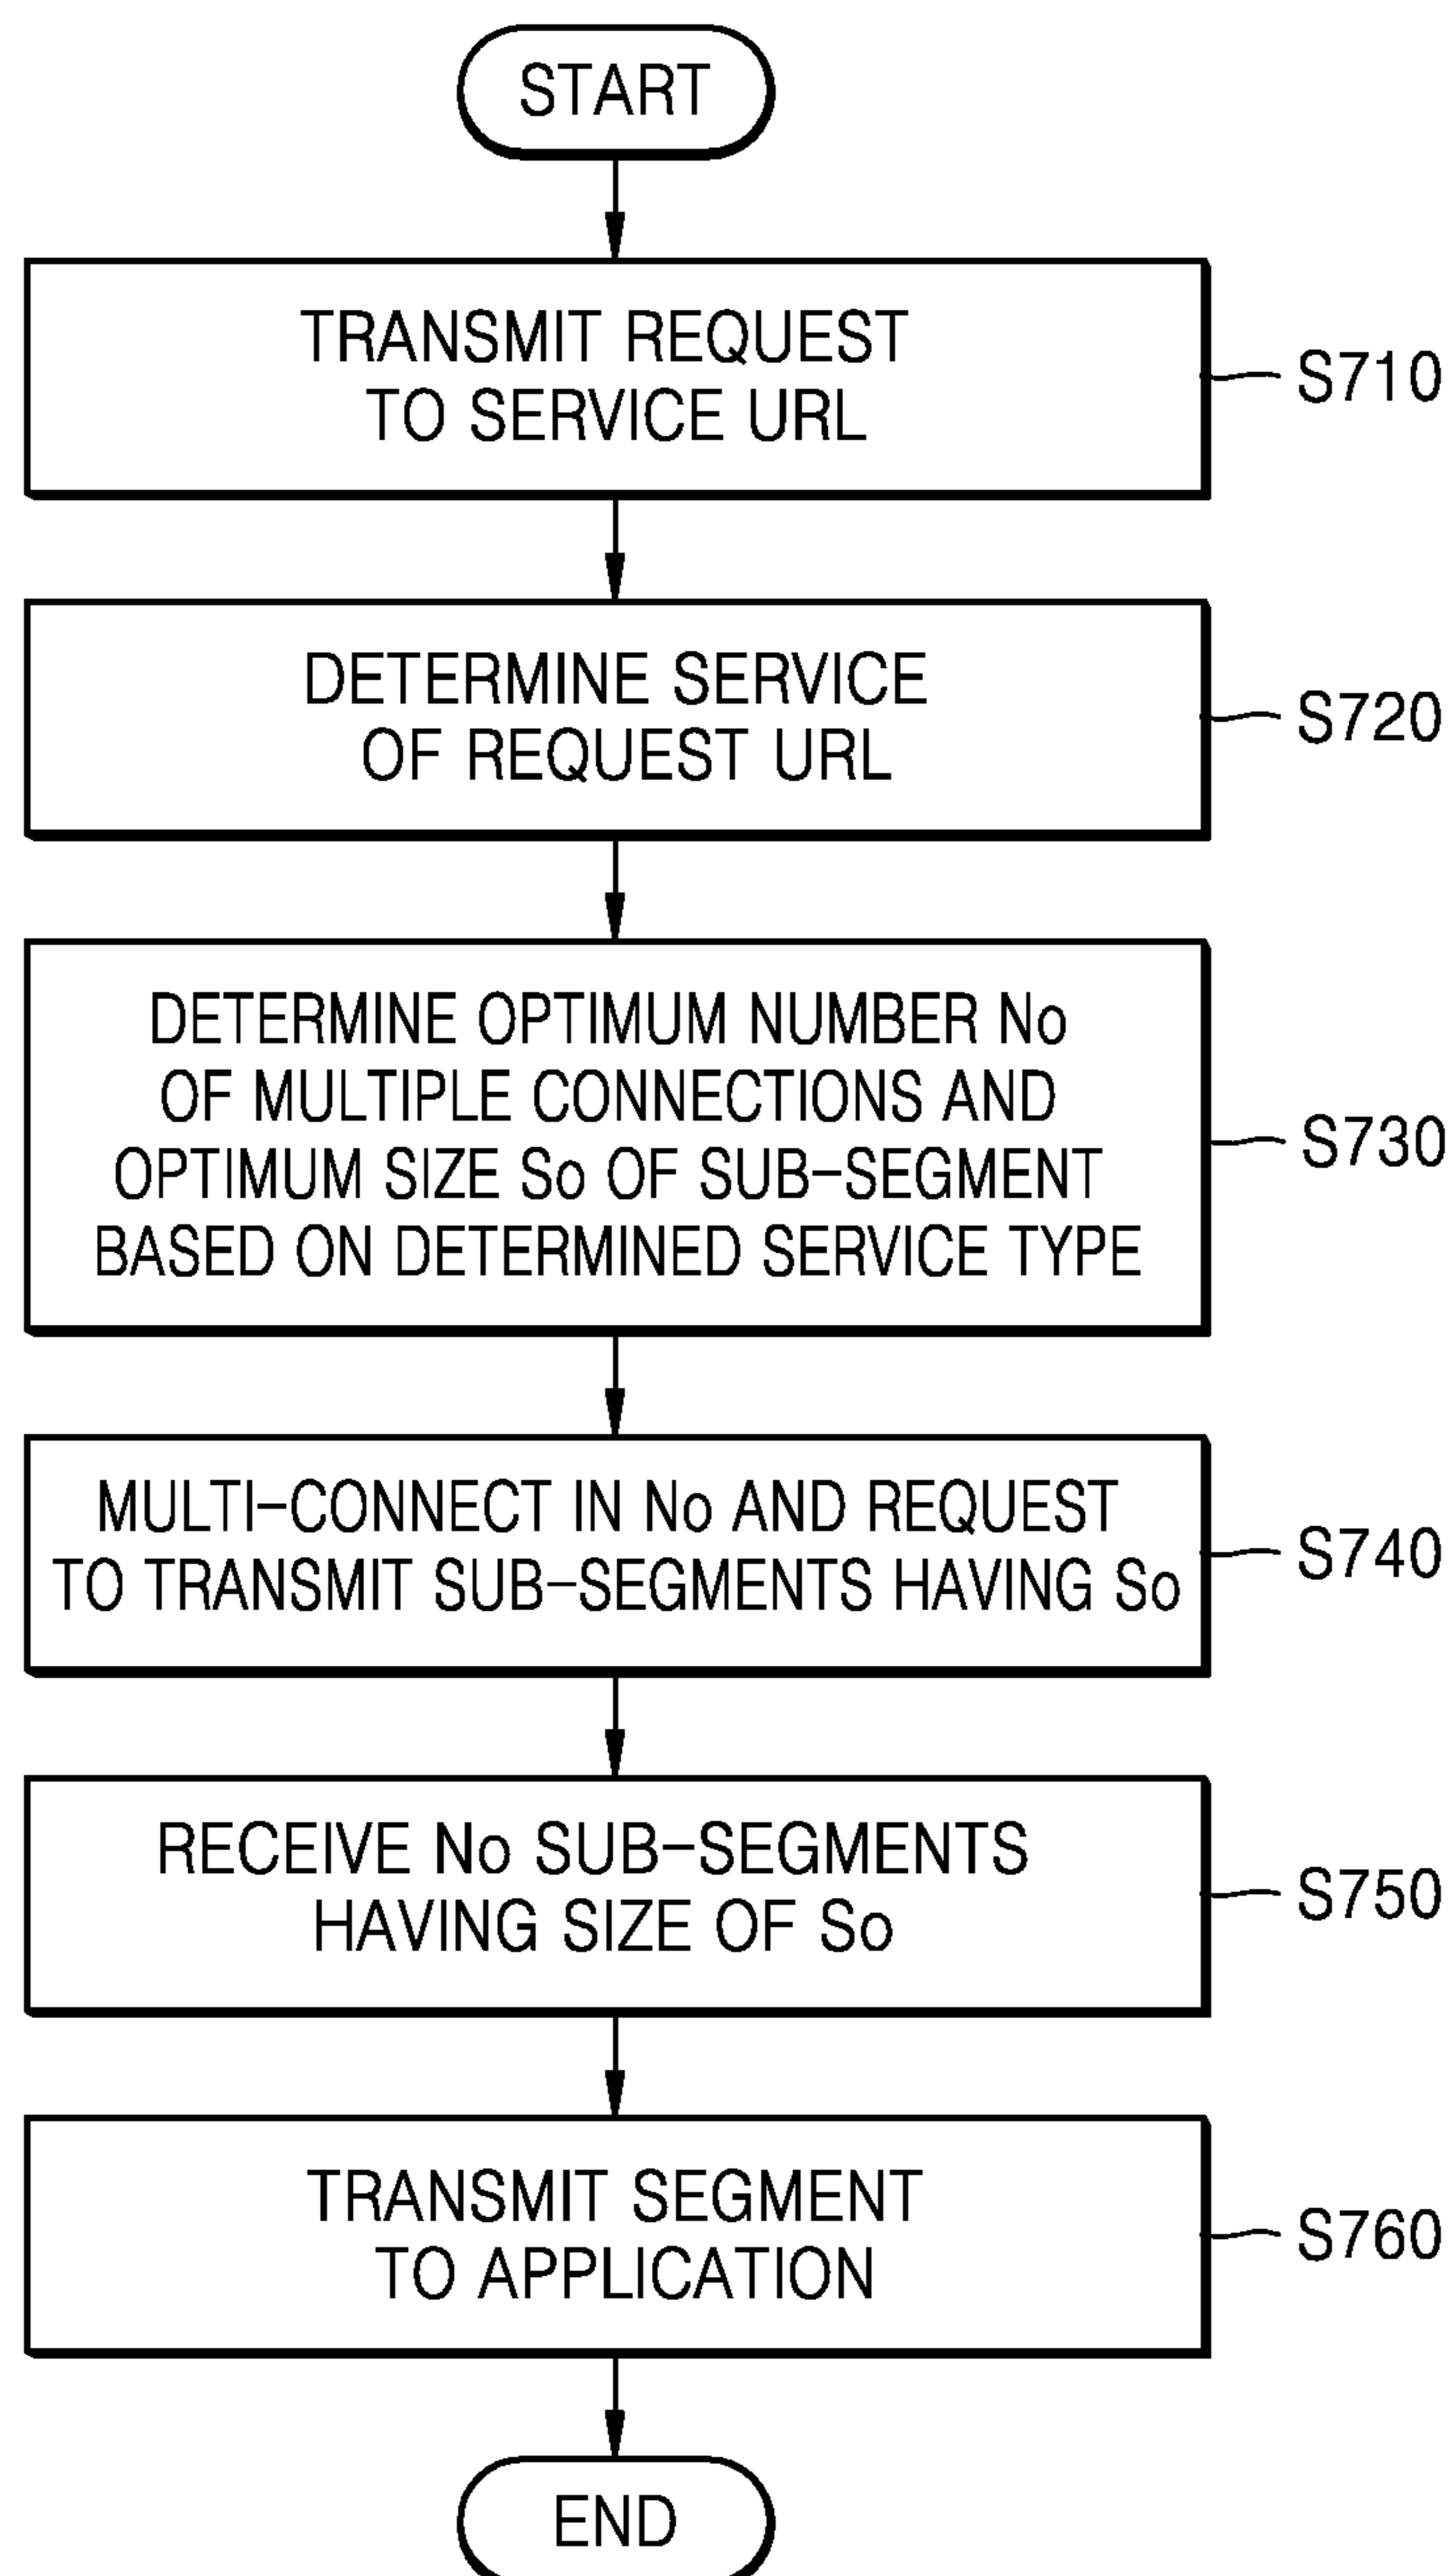 START
TRANSMIT REQUEST
TO SERVICE URL
S710
DETERMINE SERVICE
OF REQUEST URL
S720
DETERMINE OPTIMUM NUMBER No
OF MULTIPLE CONNECTIONS AND
OPTIMUM SIZE So OF SUB-SEGMENT
BASED ON DETERMINED SERVICE TYPE
S730
MULTI-CONNECT IN No AND REQUEST
TO TRANSMIT SUB-SEGMENTS HAVING So
S740
RECEIVE No SUB-SEGMENTS
HAVING SIZE OF So
S750
TRANSMIT SEGMENT
TO APPLICATION
S760
END